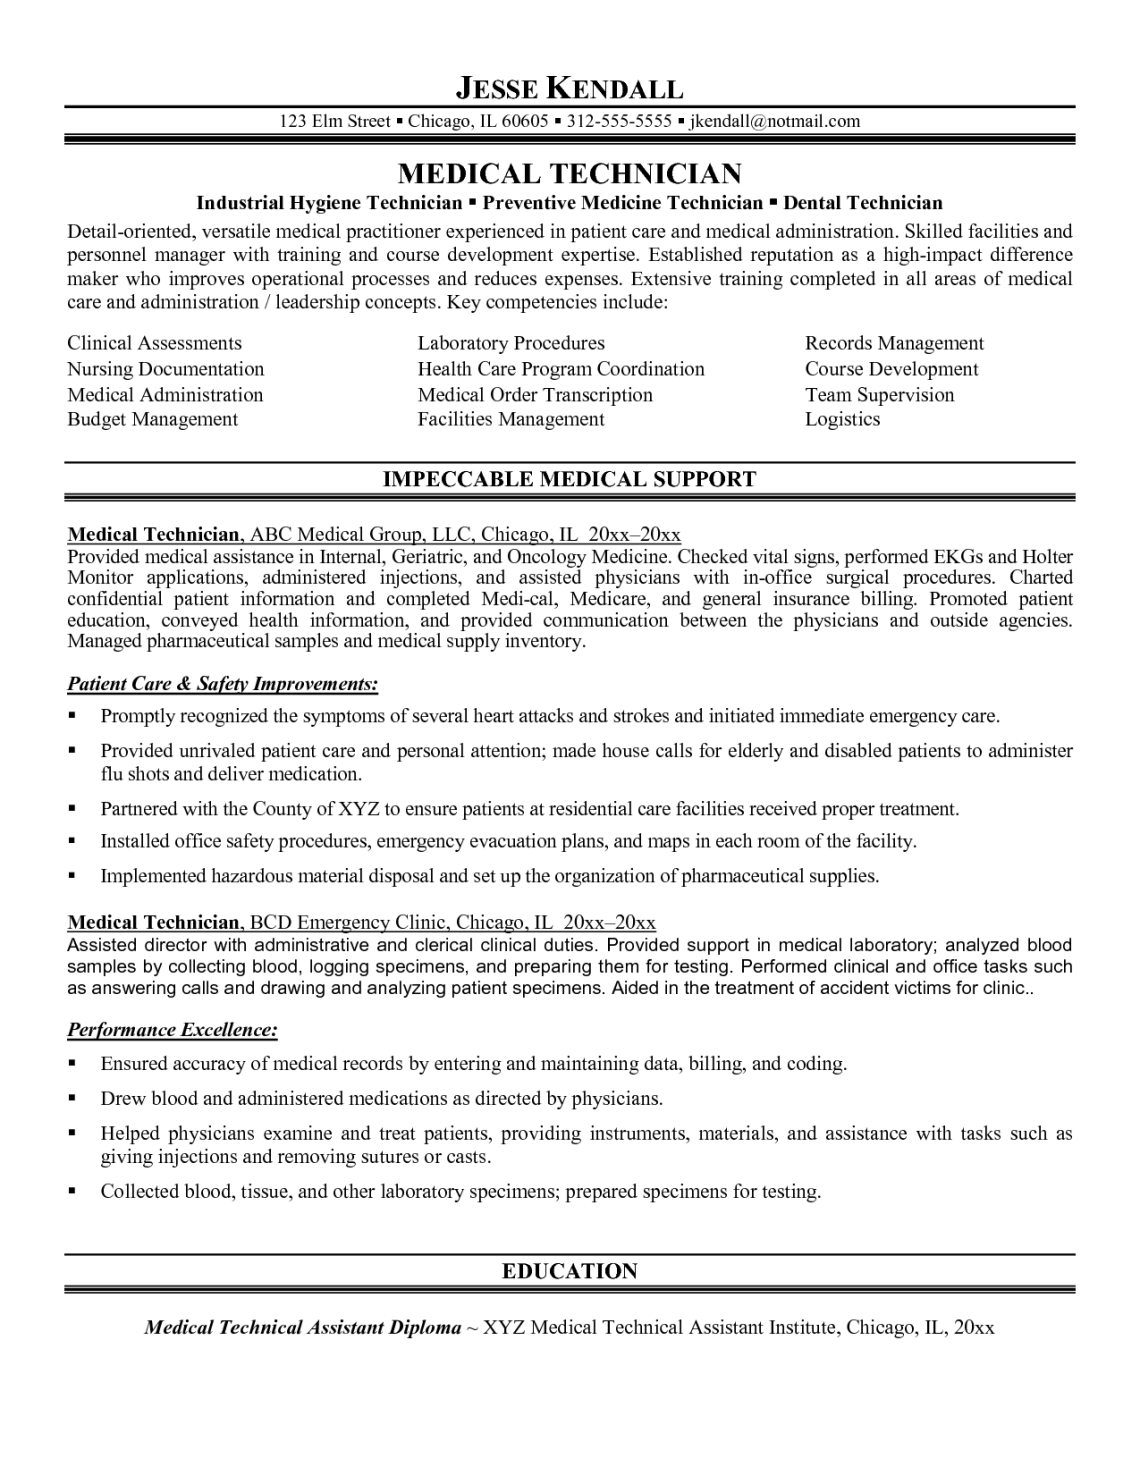 JESSE KENDALL
123 Elm Street ▪ Chicago, IL 60605 ▪ 312-555-5555 ▪ jkendall@notmail.com
MEDICAL TECHNICIAN
Industrial Hygiene Technician ▪ Preventive Medicine Technician ▪ Dental Technician
Detail-oriented, versatile medical practitioner experienced in patient care and medical administration. Skilled facilities and
personnel manager with training and course development expertise. Established reputation as a high-impact difference
maker who improves operational processes and reduces expenses. Extensive training completed in all areas of medical
care and administration / leadership concepts. Key competencies include:
Clinical Assessments Laboratory Procedures Records Management
Nursing Documentation Health Care Program Coordination Course Development
Medical Administration Medical Order Transcription Team Supervision
Budget Management Facilities Management Logistics
IMPECCABLE MEDICAL SUPPORT
Medical Technician, ABC Medical Group, LLC, Chicago, IL 20xx–20xx
Provided medical assistance in Internal, Geriatric, and Oncology Medicine. Checked vital signs, performed EKGs and Holter
Monitor applications, administered injections, and assisted physicians with in-office surgical procedures. Charted
confidential patient information and completed Medi-cal, Medicare, and general insurance billing. Promoted patient
education, conveyed health information, and provided communication between the physicians and outside agencies.
Managed pharmaceutical samples and medical supply inventory.
Patient Care & Safety Improvements:
▪ Promptly recognized the symptoms of several heart attacks and strokes and initiated immediate emergency care.
▪ Provided unrivaled patient care and personal attention; made house calls for elderly and disabled patients to administer
flu shots and deliver medication.
▪ Partnered with the County of XYZ to ensure patients at residential care facilities received proper treatment.
▪ Installed office safety procedures, emergency evacuation plans, and maps in each room of the facility.
▪ Implemented hazardous material disposal and set up the organization of pharmaceutical supplies.
Medical Technician, BCD Emergency Clinic, Chicago, IL 20xx–20xx
Assisted director with administrative and clerical clinical duties. Provided support in medical laboratory; analyzed blood
samples by collecting blood, logging specimens, and preparing them for testing. Performed clinical and office tasks such
as answering calls and drawing and analyzing patient specimens. Aided in the treatment of accident victims for clinic..
Performance Excellence:
▪ Ensured accuracy of medical records by entering and maintaining data, billing, and coding.
▪ Drew blood and administered medications as directed by physicians.
▪ Helped physicians examine and treat patients, providing instruments, materials, and assistance with tasks such as
giving injections and removing sutures or casts.
▪ Collected blood, tissue, and other laboratory specimens; prepared specimens for testing.
EDUCATION
Medical Technical Assistant Diploma ~ XYZ Medical Technical Assistant Institute, Chicago, IL, 20xx